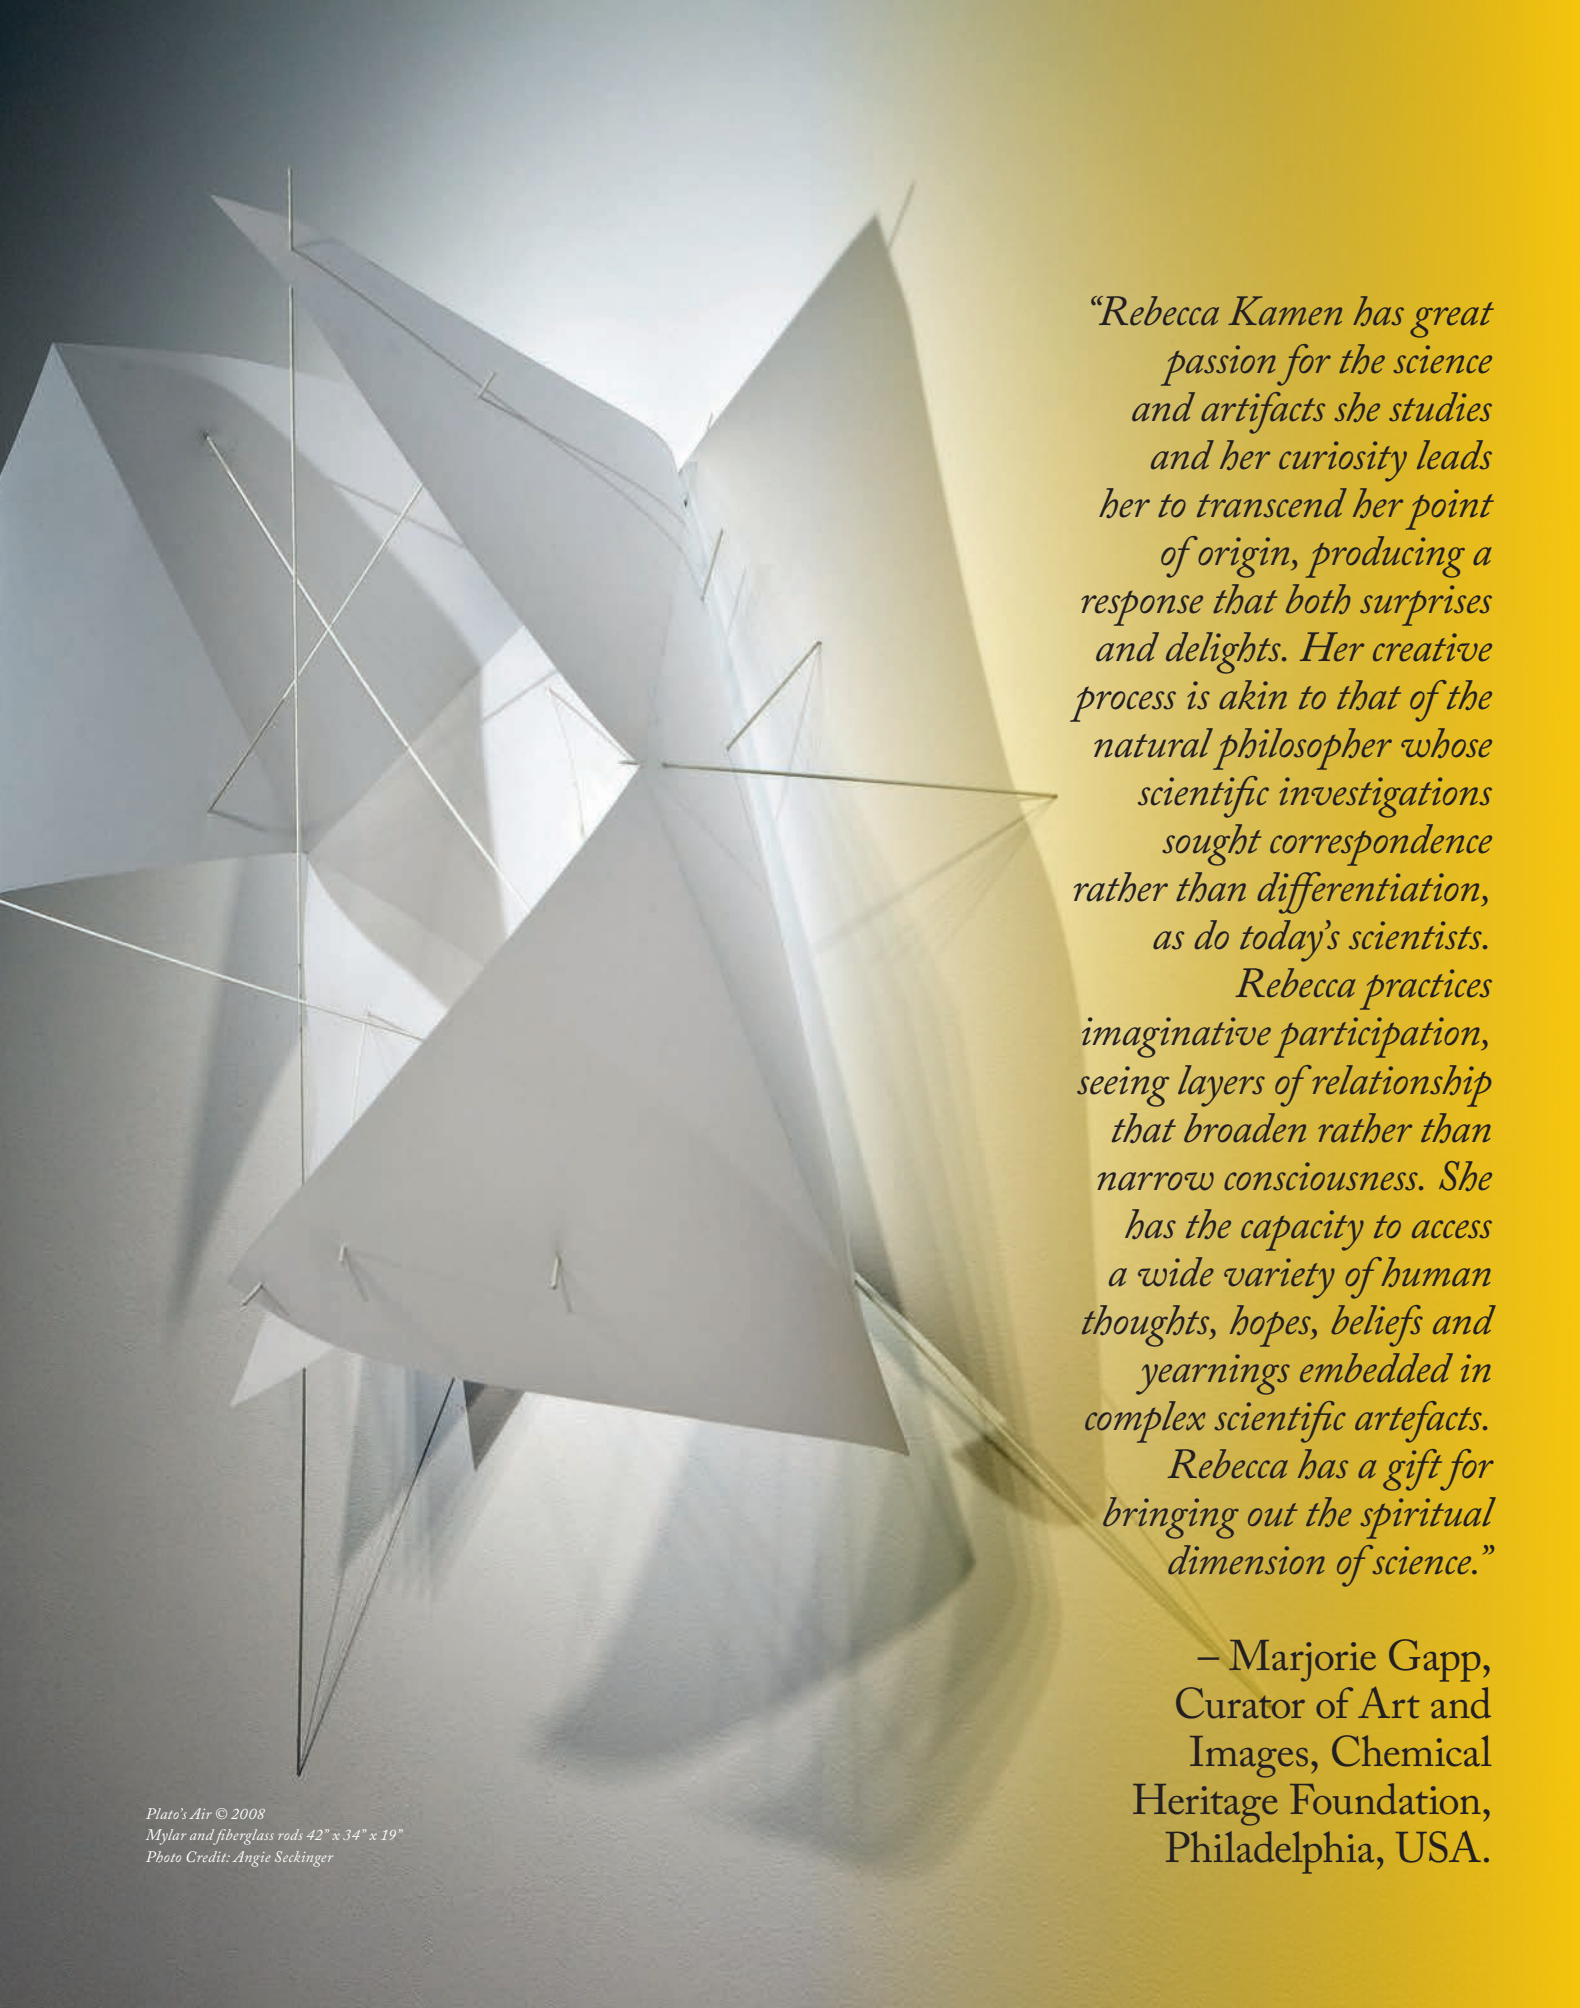 “Rebecca Kamen has great
passion for the science
and artifacts she studies
and her curiosity leads
her to transcend her point
of origin, producing a
response that both surprises
and delights. Her creative
process is akin to that of the
natural philosopher whose
scientific investigations
sought correspondence
rather than differentiation,
as do today’s scientists.
Rebecca practices
imaginative participation,
seeing layers of relationship
that broaden rather than
narrow consciousness. She
has the capacity to access
a wide variety of human
thoughts, hopes, beliefs and
yearnings embedded in
complex scientific artefacts.
Rebecca has a gift for
bringing out the spiritual
dimension of science.”
– Marjorie Gapp,
Curator of Art and
Images, Chemical
Heritage Foundation,
Philadelphia, USA.
Plato’s Air © 2008
Mylar and fiberglass rods 42” x 34” x 19”
Photo Credit: Angie Seckinger